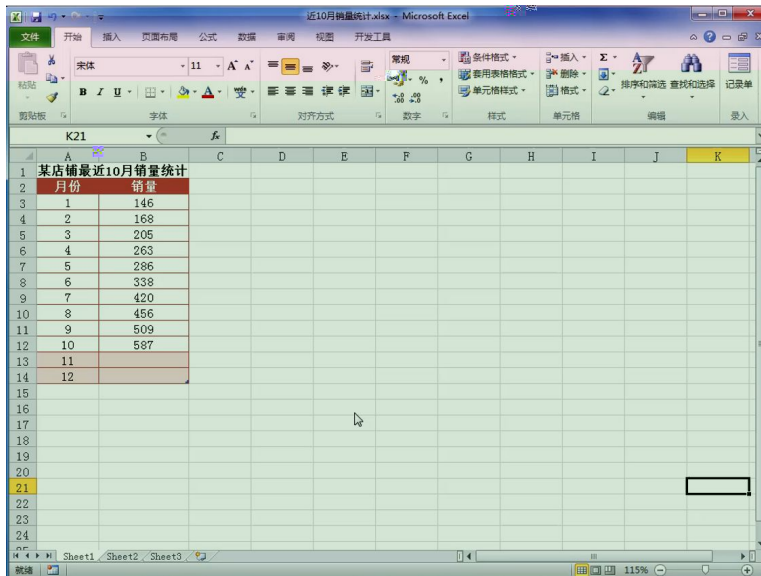 近10月销量统计.xlsx - Microsoft Excel
文件 开始 插入 页面布局 公式 数据 审阅 视图 开发工具
宋体 11 常规 条件格式 插入
粘贴 套用表格格式 删除 排序和筛选 查找和选择 记录单
B I U 单元格样式 格式
剪贴板 字体 对齐方式 数字 样式 单元格 编辑 录入
K21 fx
A B C D E F G H I J K
1 某店铺最近10月销量统计
2 月份 销量
3 1 146
4 2 168
5 3 205
6 4 263
7 5 286
8 6 338
9 7 420
10 8 456
11 9 509
12 10 587
13 11
14 12
15
16
17
18
19
20
21
22
23
24
Sheet1 Sheet2 Sheet3
就绪 115%